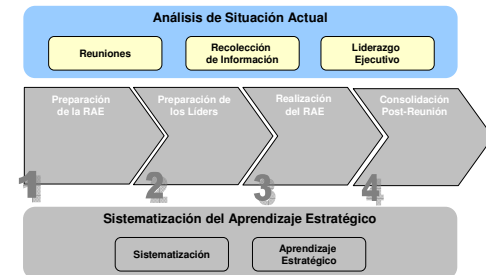 Análisis de Situación Actual
Reuniones
Recolección
de Información
Liderazgo
Ejecutivo
Preparación
de la RAE
Preparación de
los Líders
Realización
del RAE
Consolidación
Post-Reunión
1
2
3
4
Sistematización del Aprendizaje Estratégico
Sistematización
Aprendizaje
Estratégico